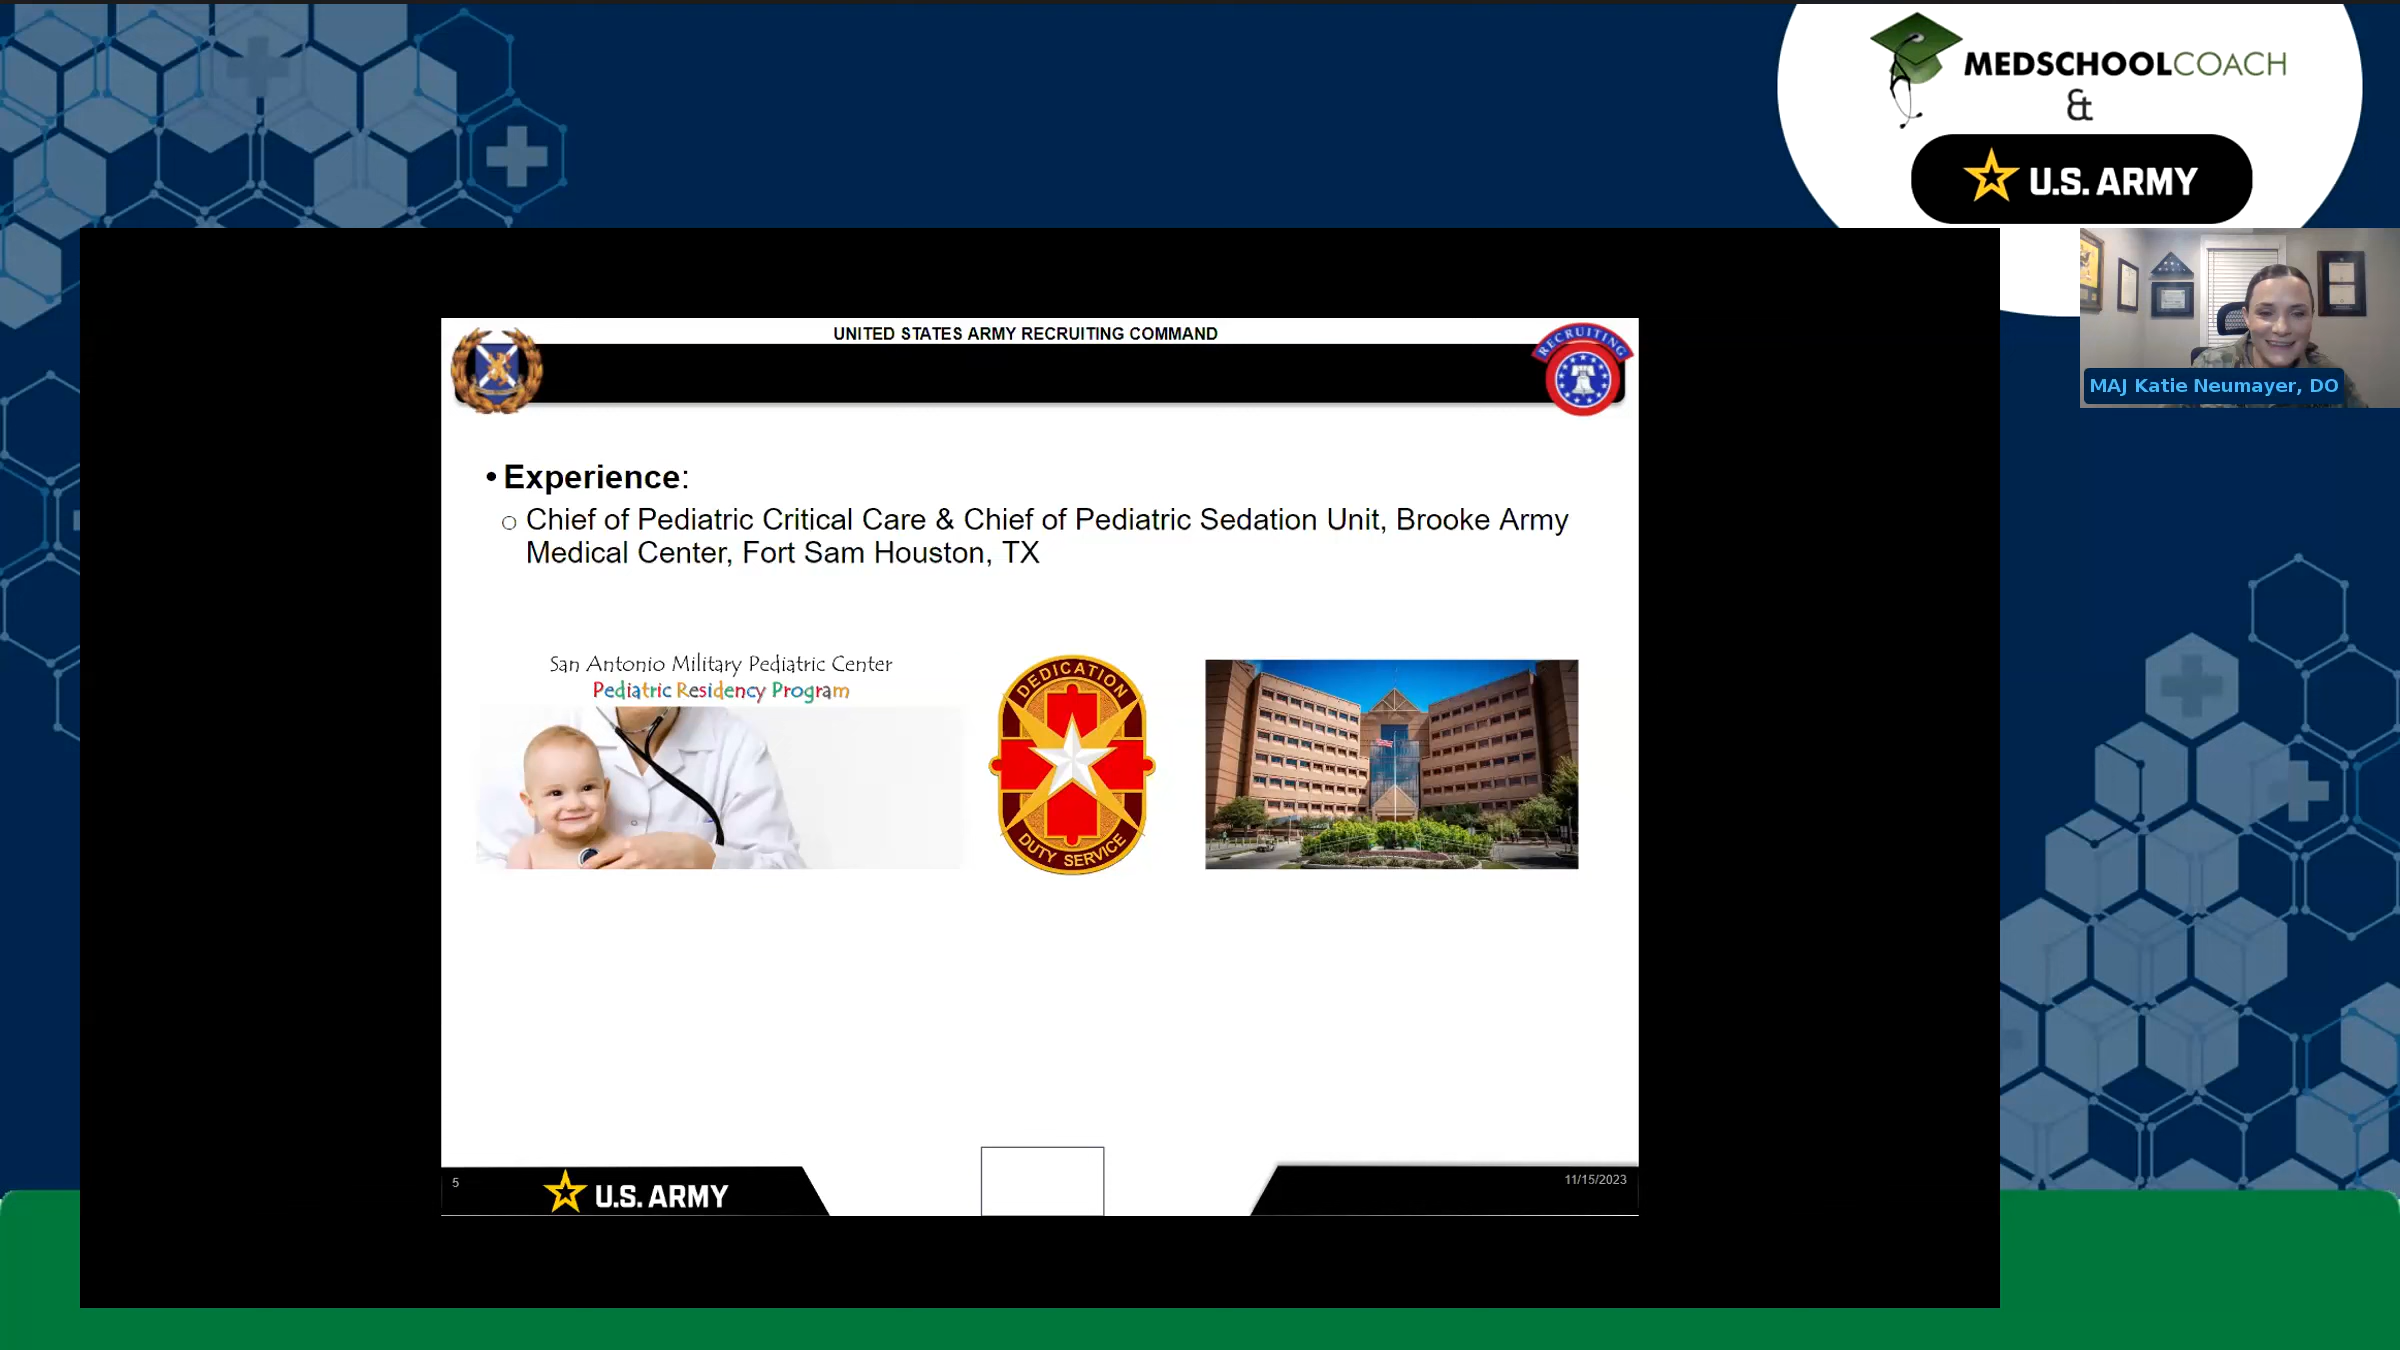 MEDSCHOOLCOACH
&
U.S. ARMY
MAJ Katie Neumayer, DO
UNITED STATES ARMY RECRUITING COMMAND
RECRUITING
• Experience:
○ Chief of Pediatric Critical Care & Chief of Pediatric Sedation Unit, Brooke Army
Medical Center, Fort Sam Houston, TX
San Antonio Military Pediatric Center
Pediatric Residency Program
DEDICATION
DUTY SERVICE
5
U.S. ARMY
11/15/2023